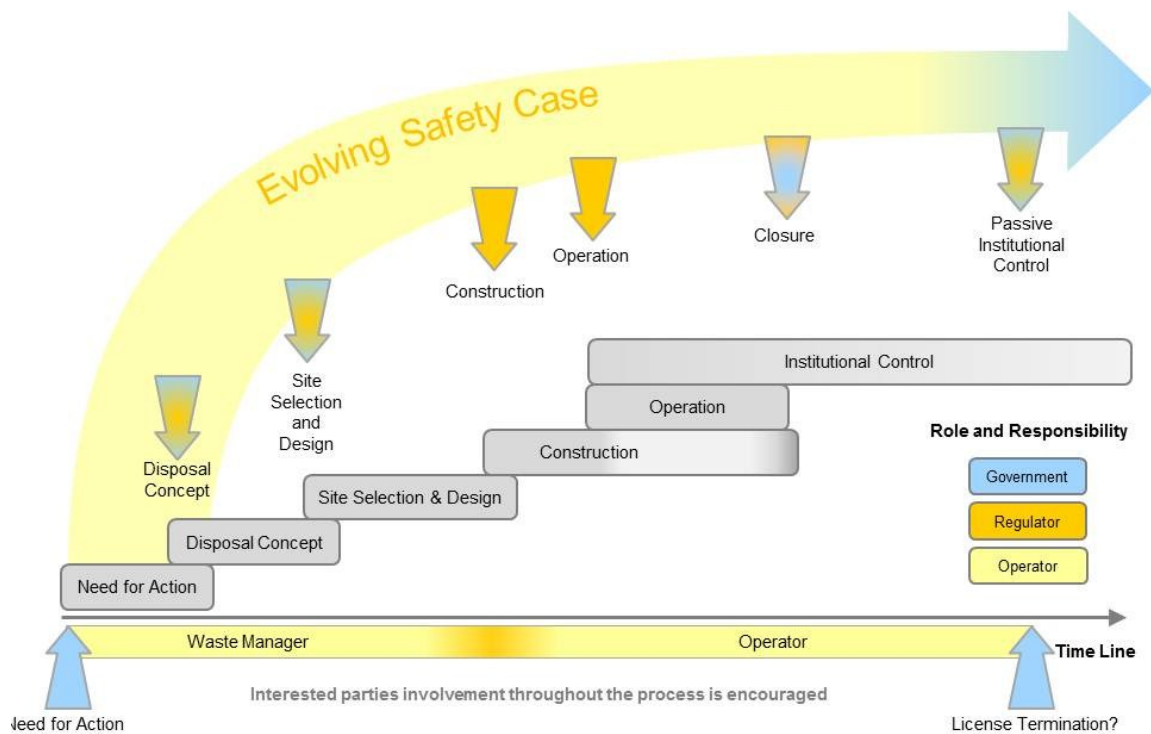 Evolving Safety Case
Passive
Institutional
Control
Closure
Operation
Construction
Site
Selection
and
Design
Disposal
Concept
Institutional Control
Operation
Construction
Site Selection & Design
Disposal Concept
Need for Action
Role and Responsibility
Government
Regulator
Operator
Waste Manager
Operator
Time Line
Interested parties involvement throughout the process is encouraged
Need for Action
License Termination?